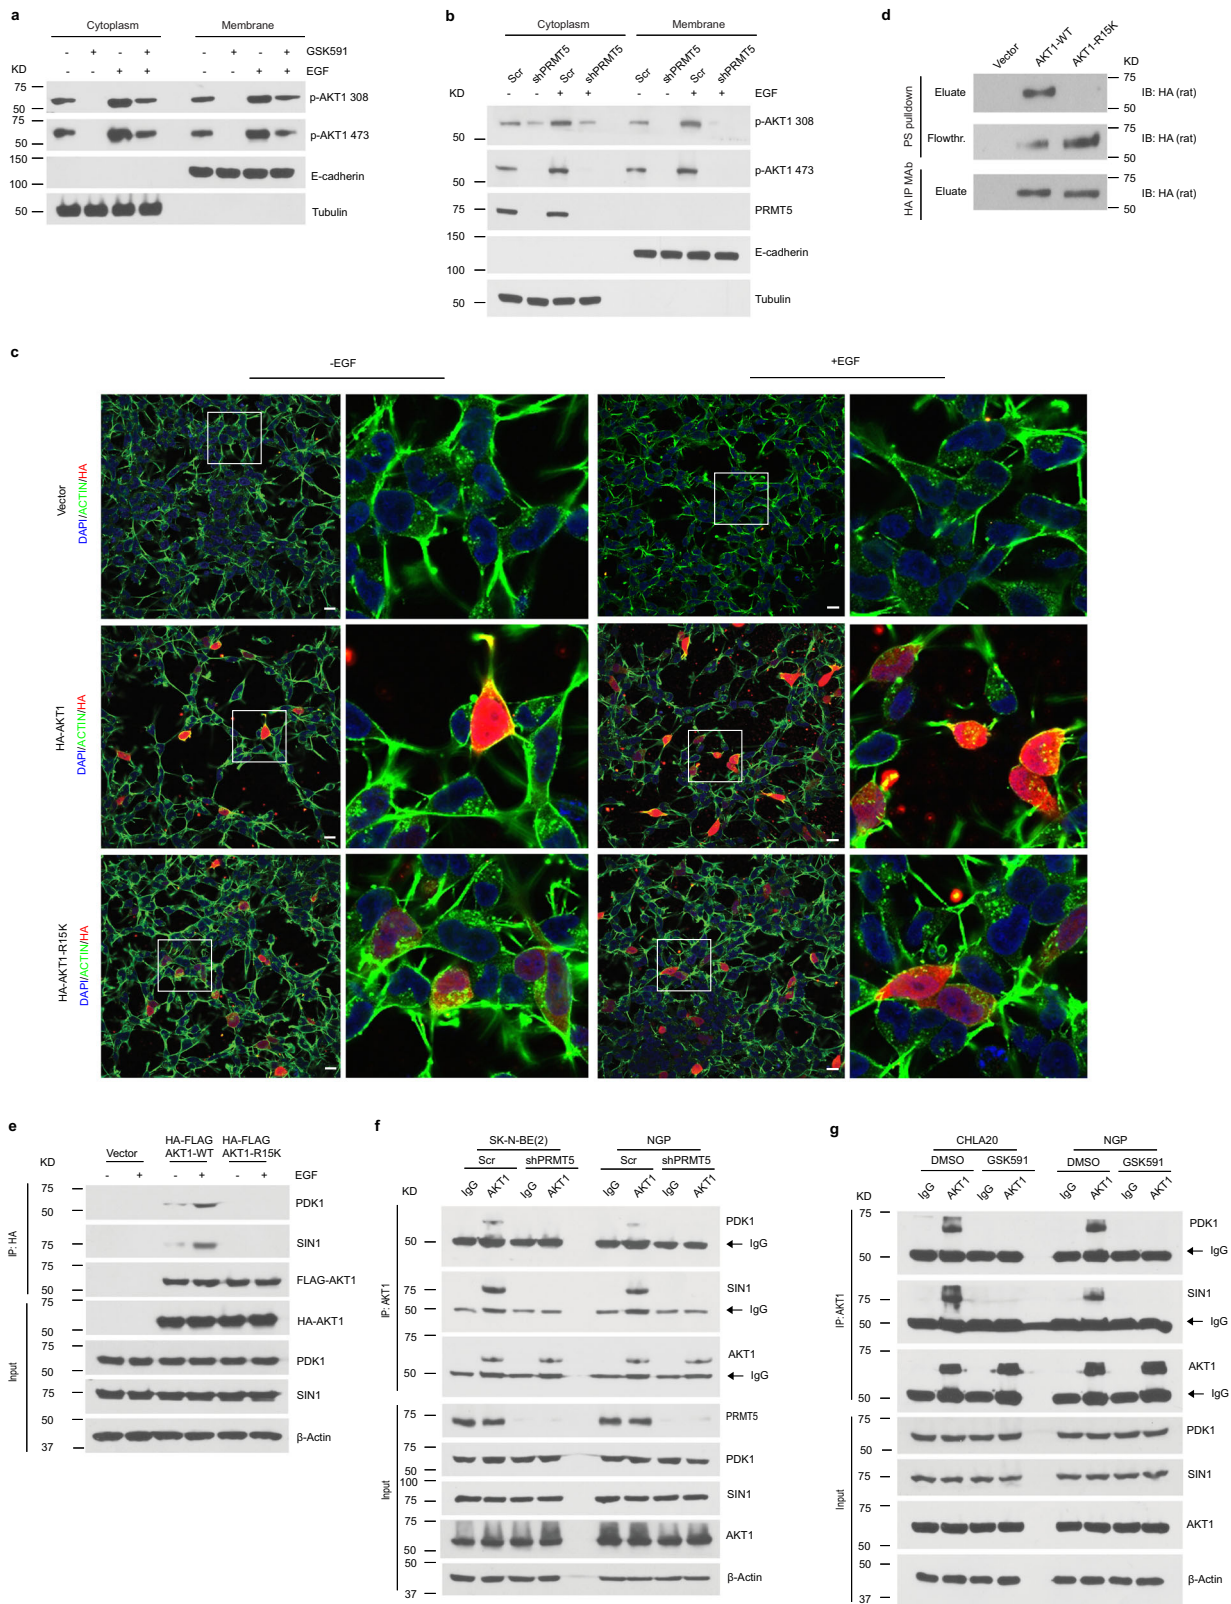 a
Cytoplasm Membrane
- + - + - + - + GSK591
KD - - + + - - + + EGF
75
50
p-AKT1 308
75
50
p-AKT1 473
150
100
E-cadherin
50
Tubulin
b
Cytoplasm Membrane
Scr shPRMT5 Scr shPRMT5 Scr shPRMT5 Scr shPRMT5
KD - - + + - - + + EGF
50
p-AKT1 308
50
p-AKT1 473
75
PRMT5
150
100
E-cadherin
50
Tubulin
d
Vector AKT1-WT AKT1-R15K
KD
PS pulldown
Eluate
75
50
IB: HA (rat)
Flowthr.
75
50
IB: HA (rat)
HA IP MAb
Eluate
75
50
IB: HA (rat)
c
-EGF +EGF
Vector
DAPI/ACTIN/HA
HA-AKT1
DAPI/ACTIN/HA
HA-AKT1-R15K
DAPI/ACTIN/HA
e
Vector HA-FLAG AKT1-WT HA-FLAG AKT1-R15K
KD
- + - + - + EGF
IP: HA
75
50
PDK1
75
50
SIN1
75
50
FLAG-AKT1
Input
75
50
HA-AKT1
75
50
PDK1
75
SIN1
50
37
β-Actin
f
SK-N-BE(2) NGP
Scr shPRMT5 Scr shPRMT5
KD IgG AKT1 IgG AKT1 IgG AKT1 IgG AKT1
IP: AKT1
50
PDK1
IgG
75
50
SIN1
IgG
75
50
AKT1
IgG
Input
75
PRMT5
75
50
PDK1
100
75
SIN1
75
50
AKT1
50
37
β-Actin
g
CHLA20 NGP
DMSO GSK591 DMSO GSK591
KD IgG AKT1 IgG AKT1 IgG AKT1 IgG AKT1
IP: AKT1
75
50
PDK1
IgG
75
50
SIN1
IgG
75
50
AKT1
IgG
Input
75
50
PDK1
75
SIN1
75
50
AKT1
50
37
β-Actin